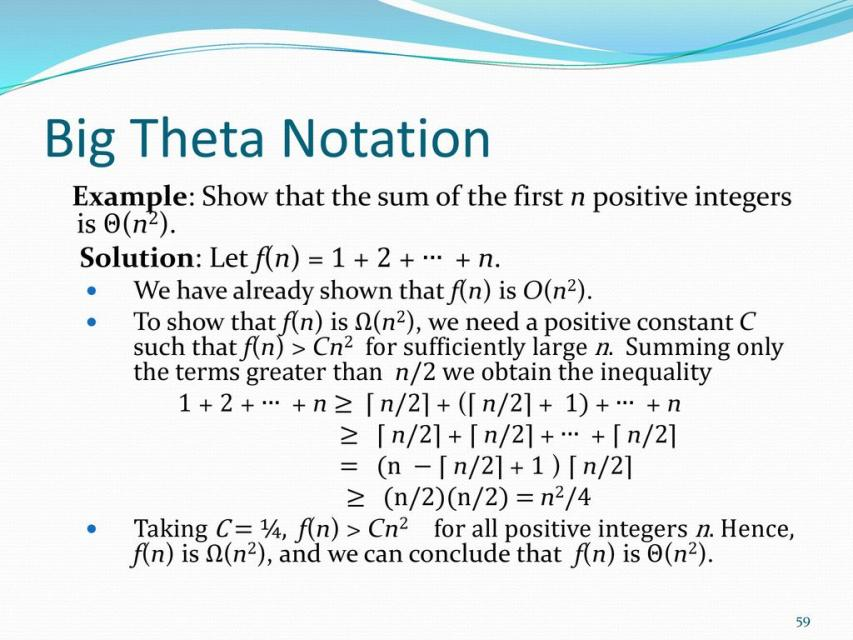 Big Theta Notation
Example: Show that the sum of the first n positive integers
is Θ(n²).
Solution: Let f(n) = 1 + 2 + ⋯ + n.
• We have already shown that f(n) is O(n²).
• To show that f(n) is Ω(n²), we need a positive constant C
such that f(n) > Cn² for sufficiently large n. Summing only
the terms greater than n/2 we obtain the inequality
1 + 2 + ⋯ + n ≥ ⌈ n/2⌉ + (⌈ n/2⌉ + 1) + ⋯ + n
≥ ⌈ n/2⌉ + ⌈ n/2⌉ + ⋯ + ⌈ n/2⌉
= (n − ⌈ n/2⌉ + 1 ) ⌈ n/2⌉
≥ (n/2)(n/2) = n²/4
• Taking C = ¼, f(n) > Cn² for all positive integers n. Hence,
f(n) is Ω(n²), and we can conclude that f(n) is Θ(n²).
59